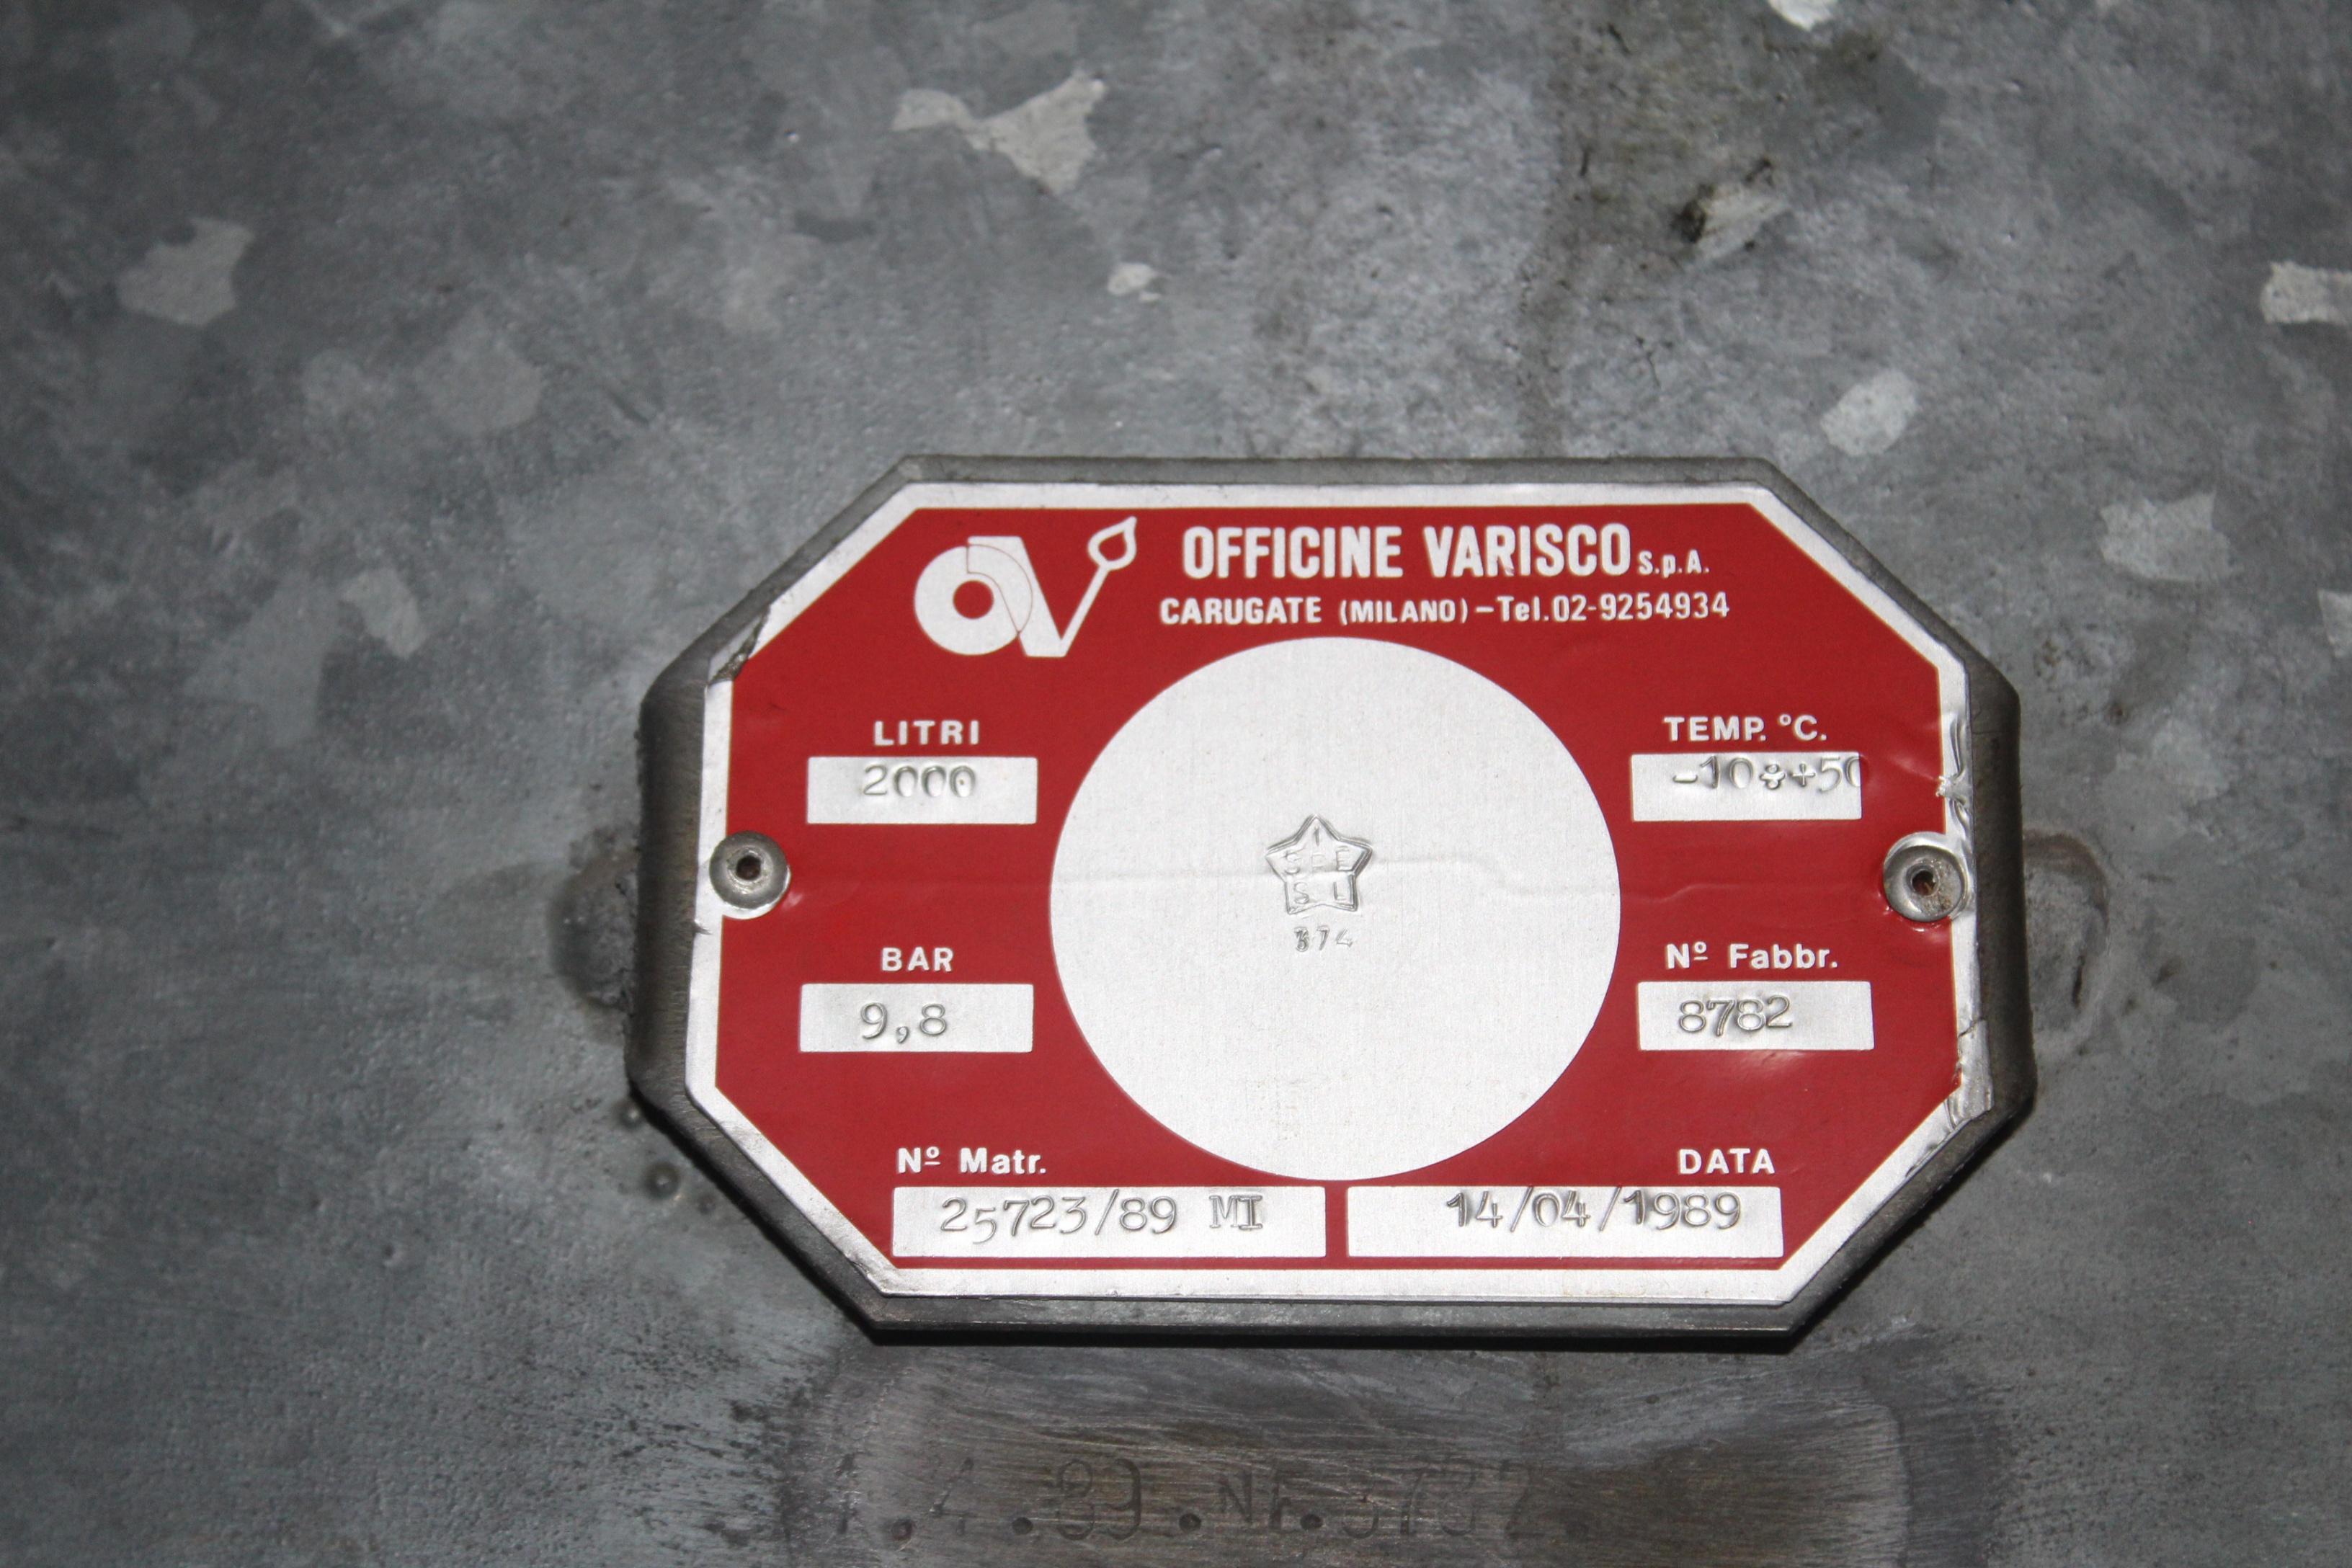 OFFICINE VARISCO S.p.A.
CARUGATE (MILANO) – Tel. 02-9254934
LITRI
2000
TEMP. °C.
-10÷+50
BAR
9,8
Nº Fabbr.
8782
Nº Matr.
25723/89 MI
DATA
14/04/1989